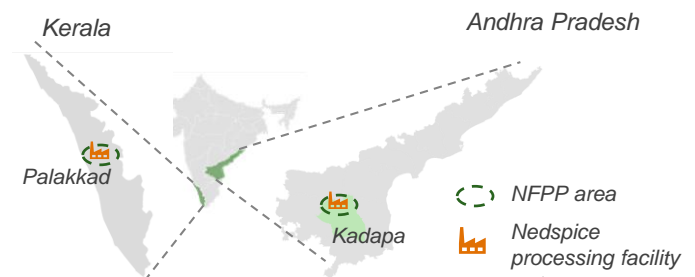 Kerala
Andhra Pradesh
Palakkad
Kadapa
NFPP area
Nedspice
processing facility